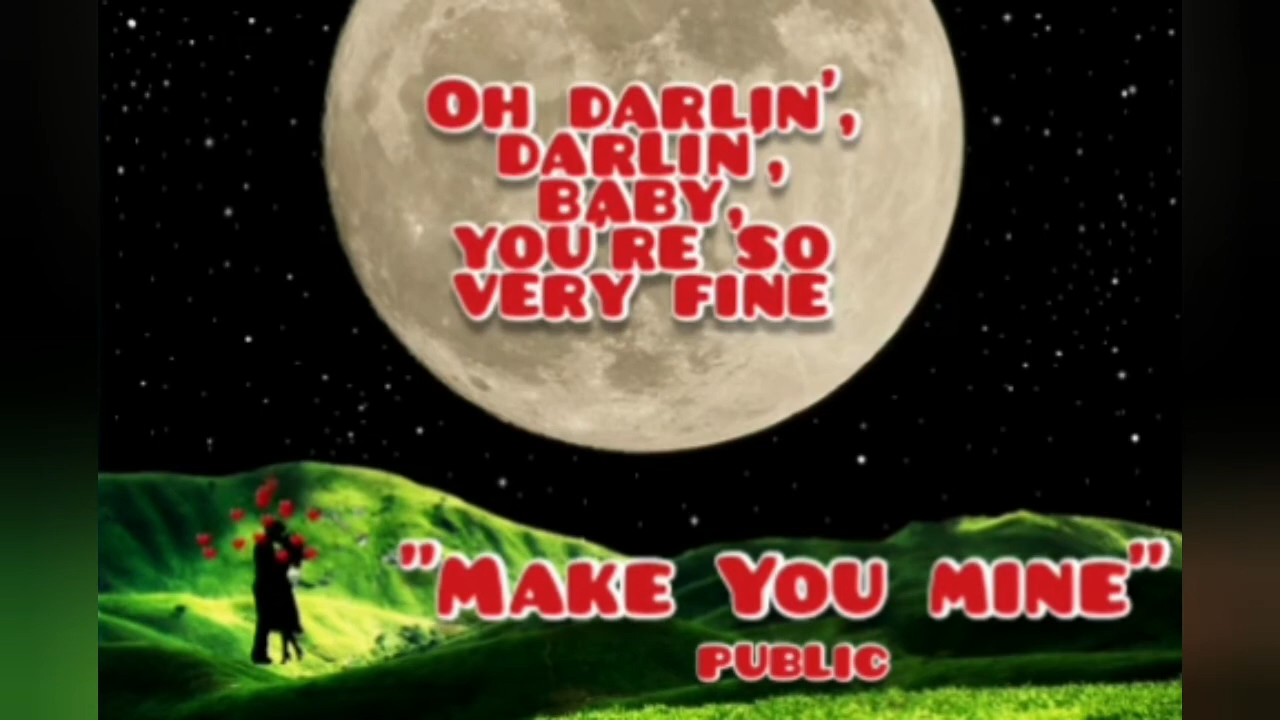 Oh darlin',
darlin',
baby,
you're so
very fine
"Make You mine"
Public